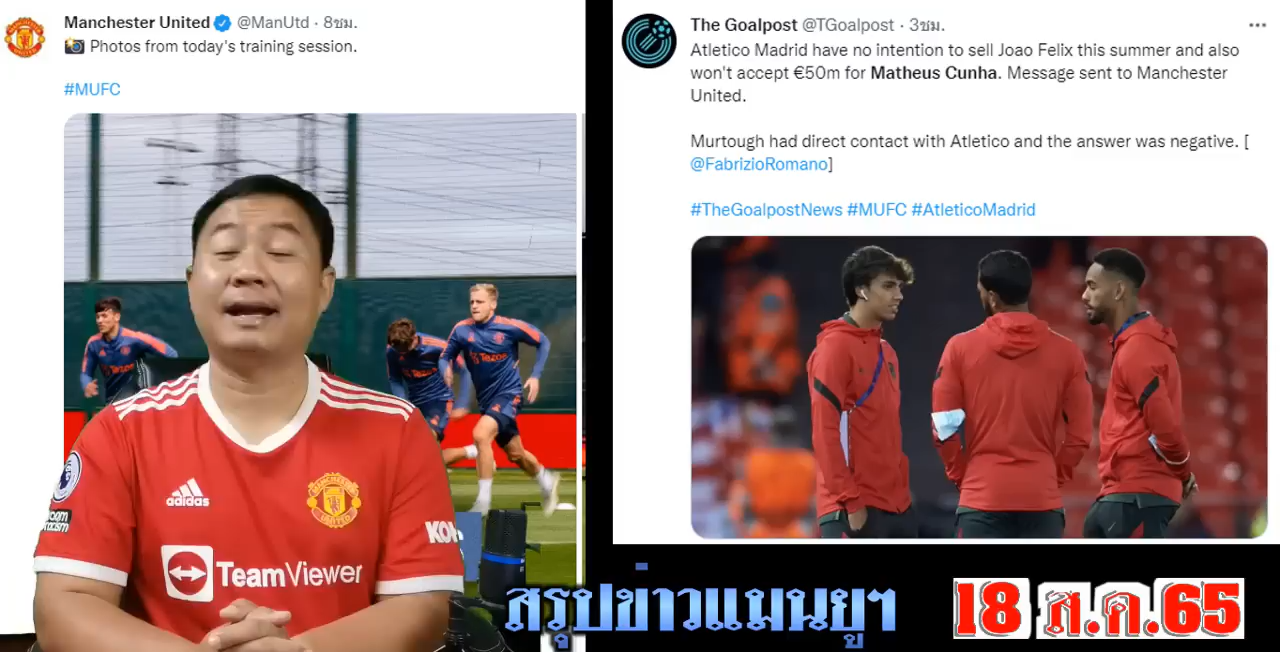 Manchester United @ManUtd · 8ชม.
Photos from today's training session.
#MUFC
Tezos
Tezos
adidas
KOH
TeamViewer
The Goalpost @TGoalpost · 3ชม.
Atletico Madrid have no intention to sell Joao Felix this summer and also
won't accept €50m for Matheus Cunha. Message sent to Manchester
United.
Murtough had direct contact with Atletico and the answer was negative. [
@FabrizioRomano]
#TheGoalpostNews #MUFC #AtleticoMadrid
สรุปข่าวแมนยูฯ
18 ส.ค.65